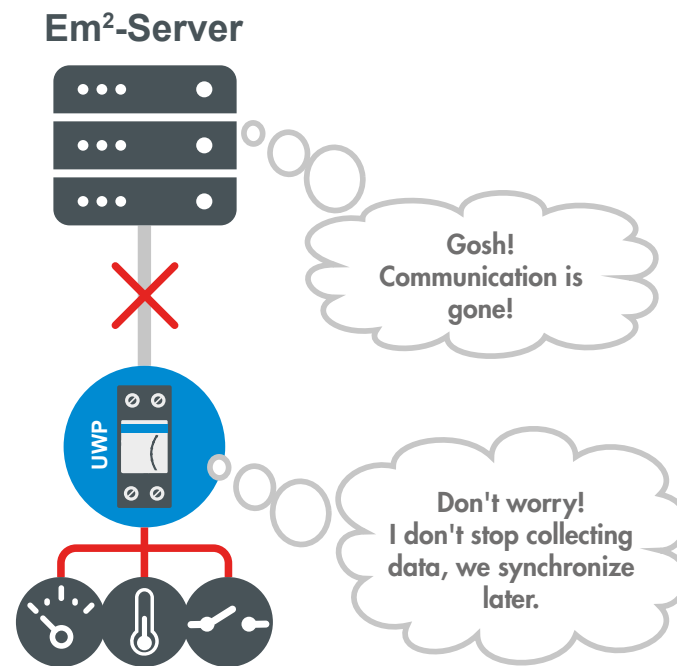 Em²-Server
Gosh!
Communication is
gone!
UWP
Don't worry!
I don't stop collecting
data, we synchronize
later.